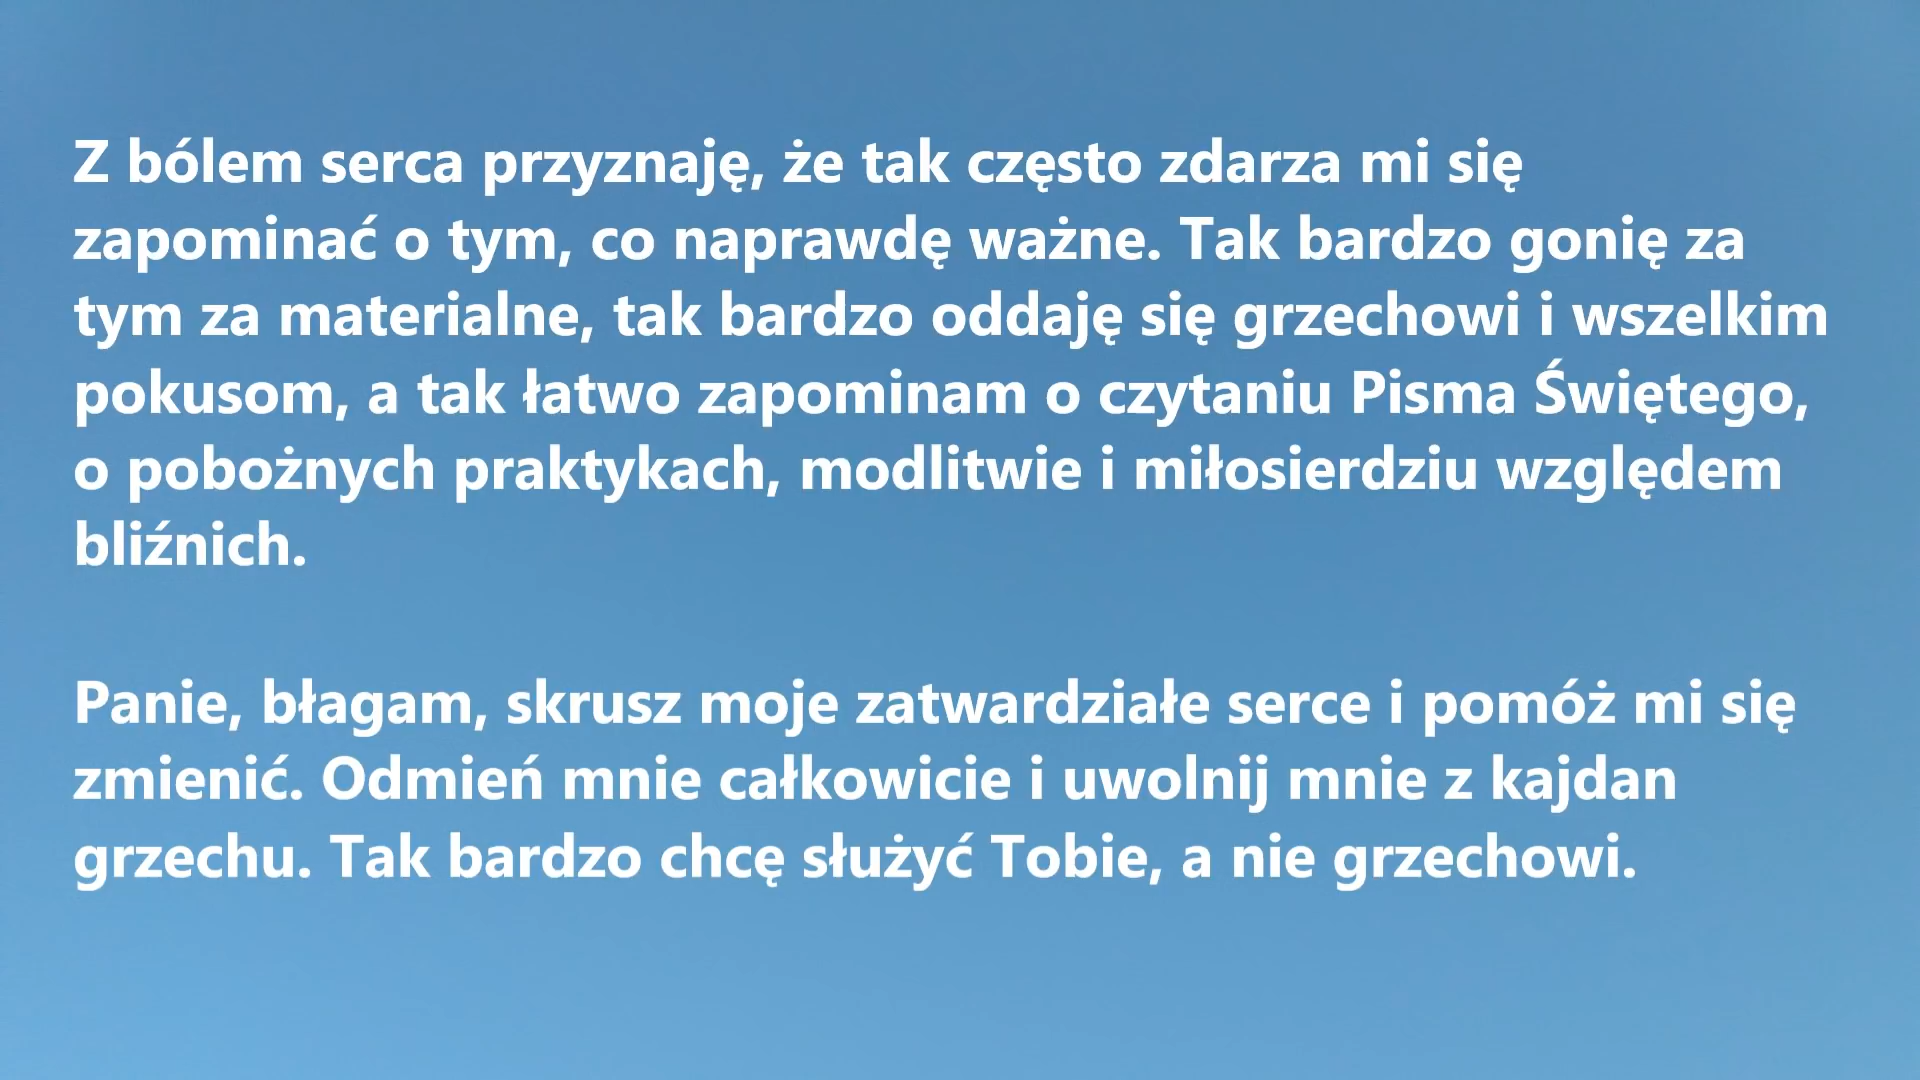 Z bólem serca przyznaję, że tak często zdarza mi się
zapominać o tym, co naprawdę ważne. Tak bardzo gonię za
tym za materialne, tak bardzo oddaję się grzechowi i wszelkim
pokusom, a tak łatwo zapominam o czytaniu Pisma Świętego,
o pobożnych praktykach, modlitwie i miłosierdziu względem
bliźnich.
Panie, błagam, skrusz moje zatwardziałe serce i pomóż mi się
zmienić. Odmień mnie całkowicie i uwolnij mnie z kajdan
grzechu. Tak bardzo chcę służyć Tobie, a nie grzechowi.